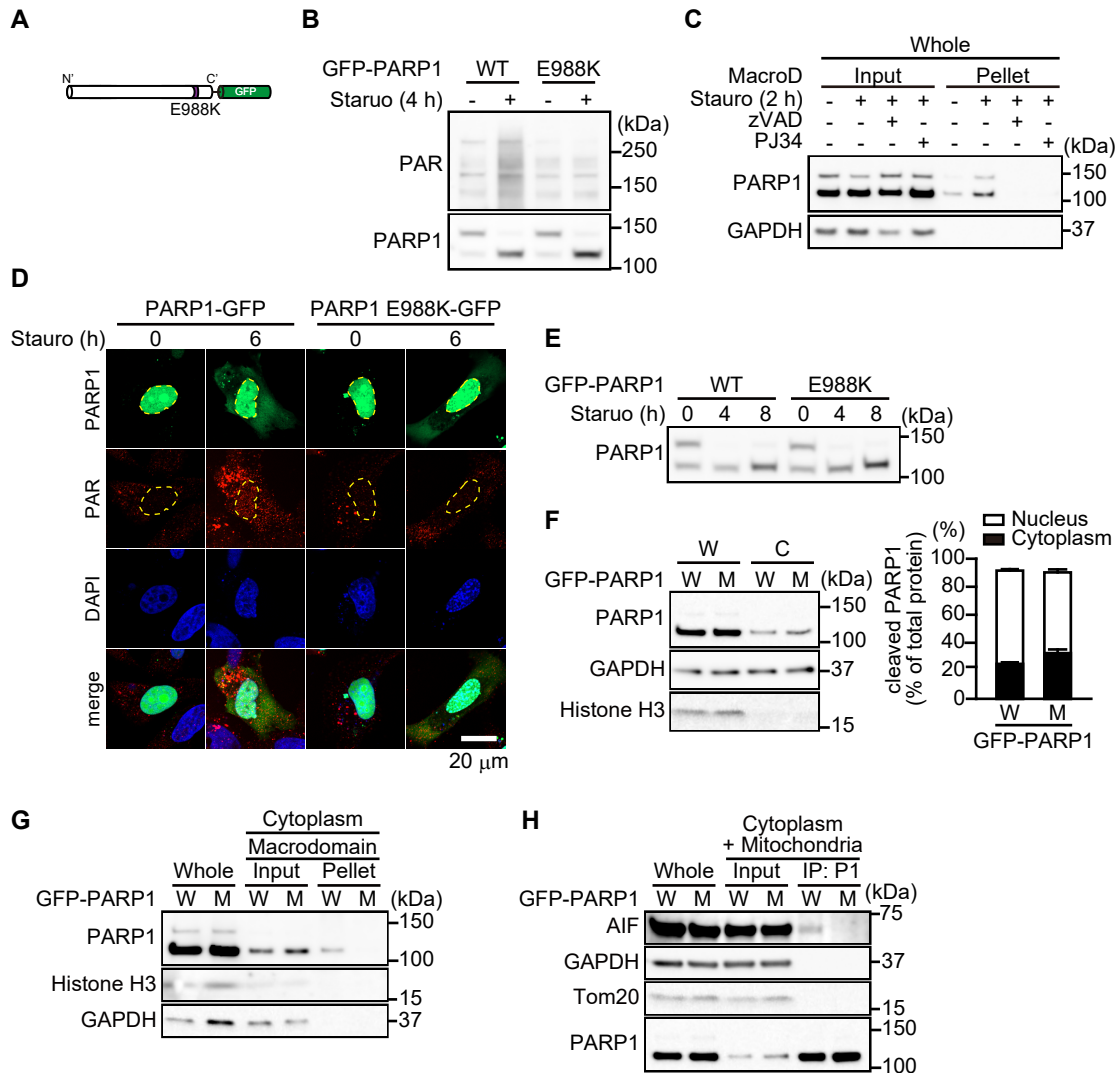 A
N'
C'
GFP
E988K
B
GFP-PARP1
WT
E988K
Staruo (4 h)
- + - +
(kDa)
PAR
250
150
PARP1
150
100
C
Whole
MacroD
Input
Pellet
Stauro (2 h)
- + + + - + + +
zVAD
- - + - - - + -
PJ34
- - - + - - - +
(kDa)
PARP1
150
100
GAPDH
37
D
PARP1-GFP
PARP1 E988K-GFP
Stauro (h)
0 6 0 6
PARP1
PAR
DAPI
merge
20 μm
E
GFP-PARP1
WT
E988K
Staruo (h)
0 4 8 0 4 8
(kDa)
PARP1
150
100
F
W
C
GFP-PARP1
W M W M
(kDa)
PARP1
150
100
GAPDH
37
Histone H3
15
(%)
Nucleus
Cytoplasm
cleaved PARP1
(% of total protein)
100
80
60
40
20
0
W M
GFP-PARP1
G
Cytoplasm
Macrodomain
Whole
Input
Pellet
GFP-PARP1
W M W M W M
(kDa)
PARP1
150
100
Histone H3
15
GAPDH
37
H
Cytoplasm
+ Mitochondria
Whole
Input
IP: P1
GFP-PARP1
W M W M W M
(kDa)
AIF
75
GAPDH
37
Tom20
15
PARP1
150
100